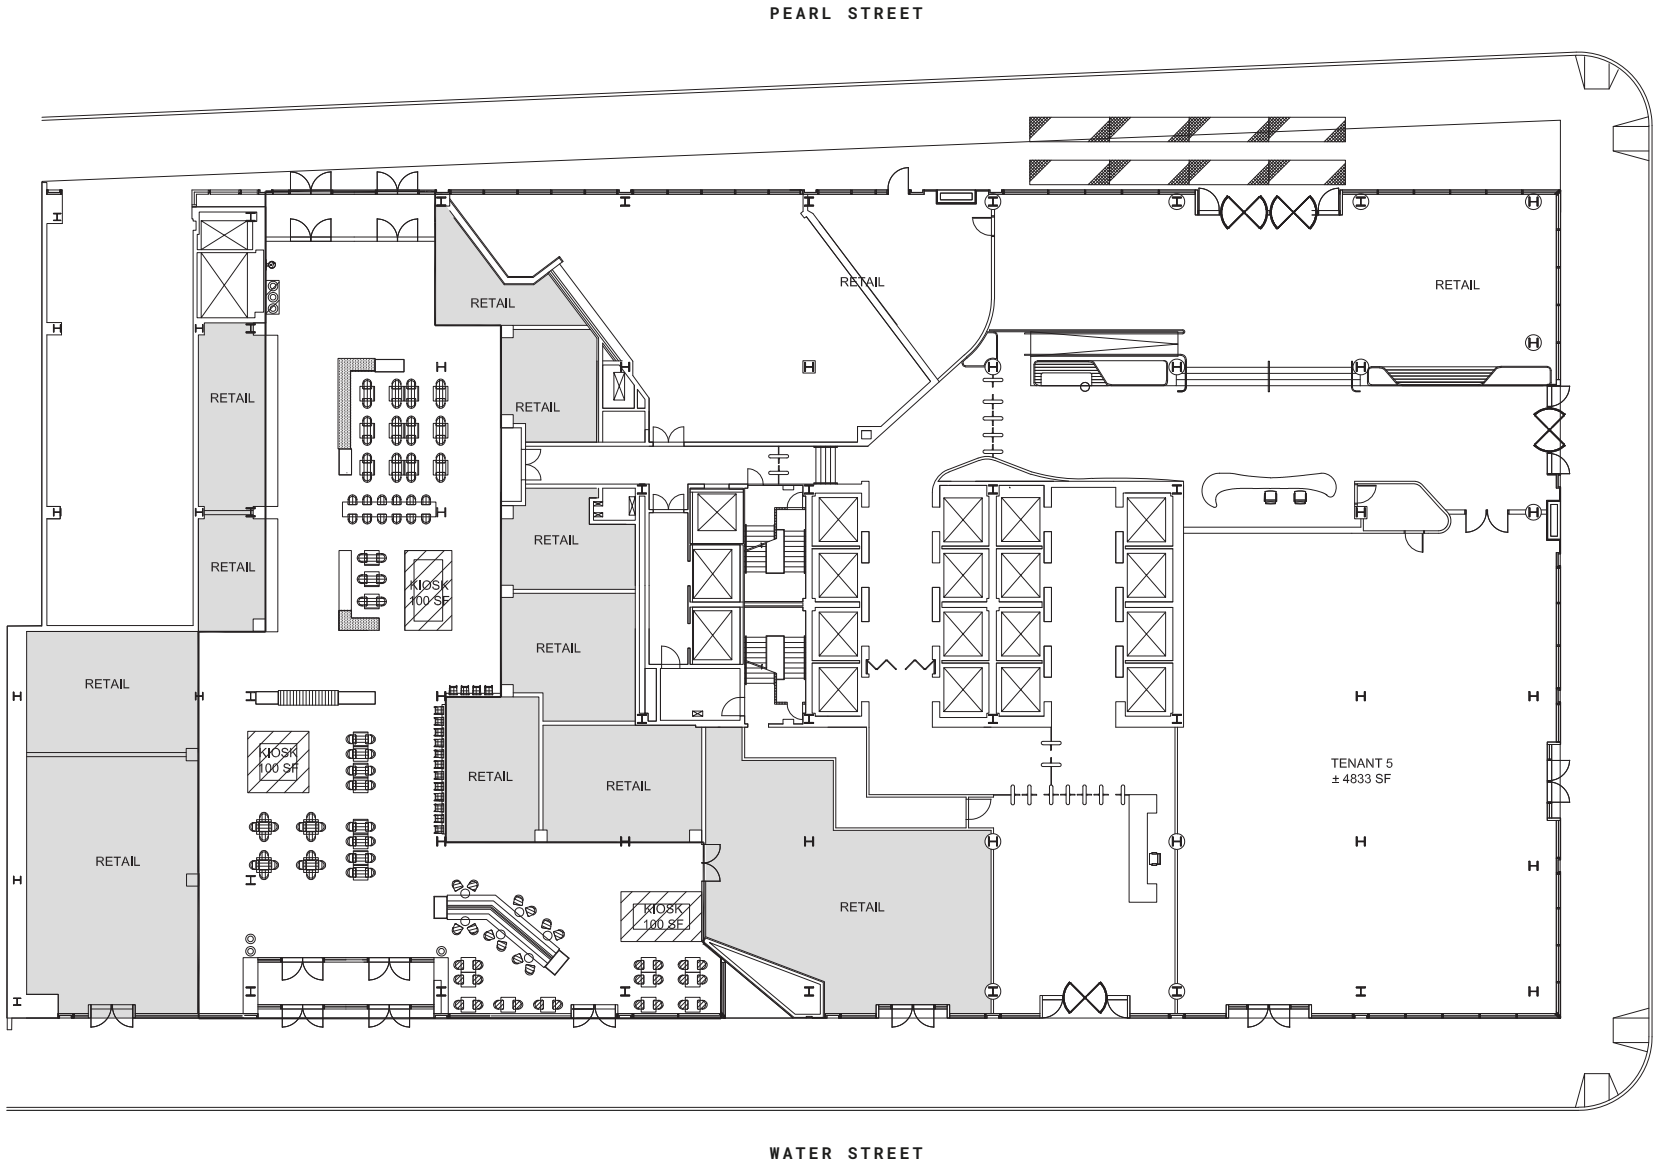 PEARL STREET
RETAIL
RETAIL
RETAIL
RETAIL
RETAIL
RETAIL
RETAIL
KIOSK
100 SF
RETAIL
RETAIL
KIOSK
100 SF
TENANT 5
± 4833 SF
RETAIL
RETAIL
RETAIL
RETAIL
KIOSK
100 SF
WATER STREET